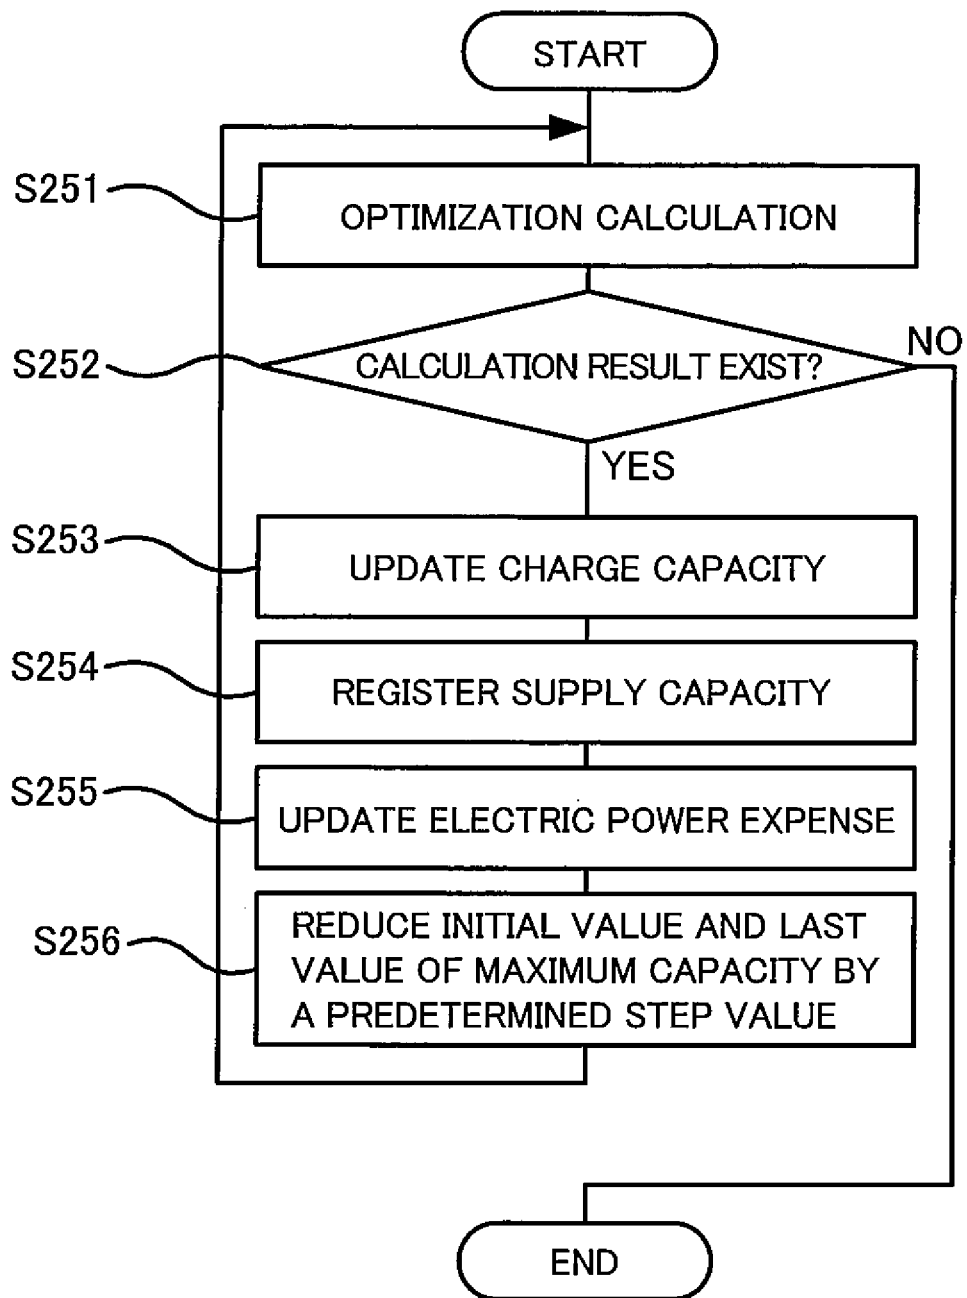 START
S251
OPTIMIZATION CALCULATION
S252
CALCULATION RESULT EXIST?
NO
YES
S253
UPDATE CHARGE CAPACITY
S254
REGISTER SUPPLY CAPACITY
S255
UPDATE ELECTRIC POWER EXPENSE
S256
REDUCE INITIAL VALUE AND LAST
VALUE OF MAXIMUM CAPACITY BY
A PREDETERMINED STEP VALUE
END